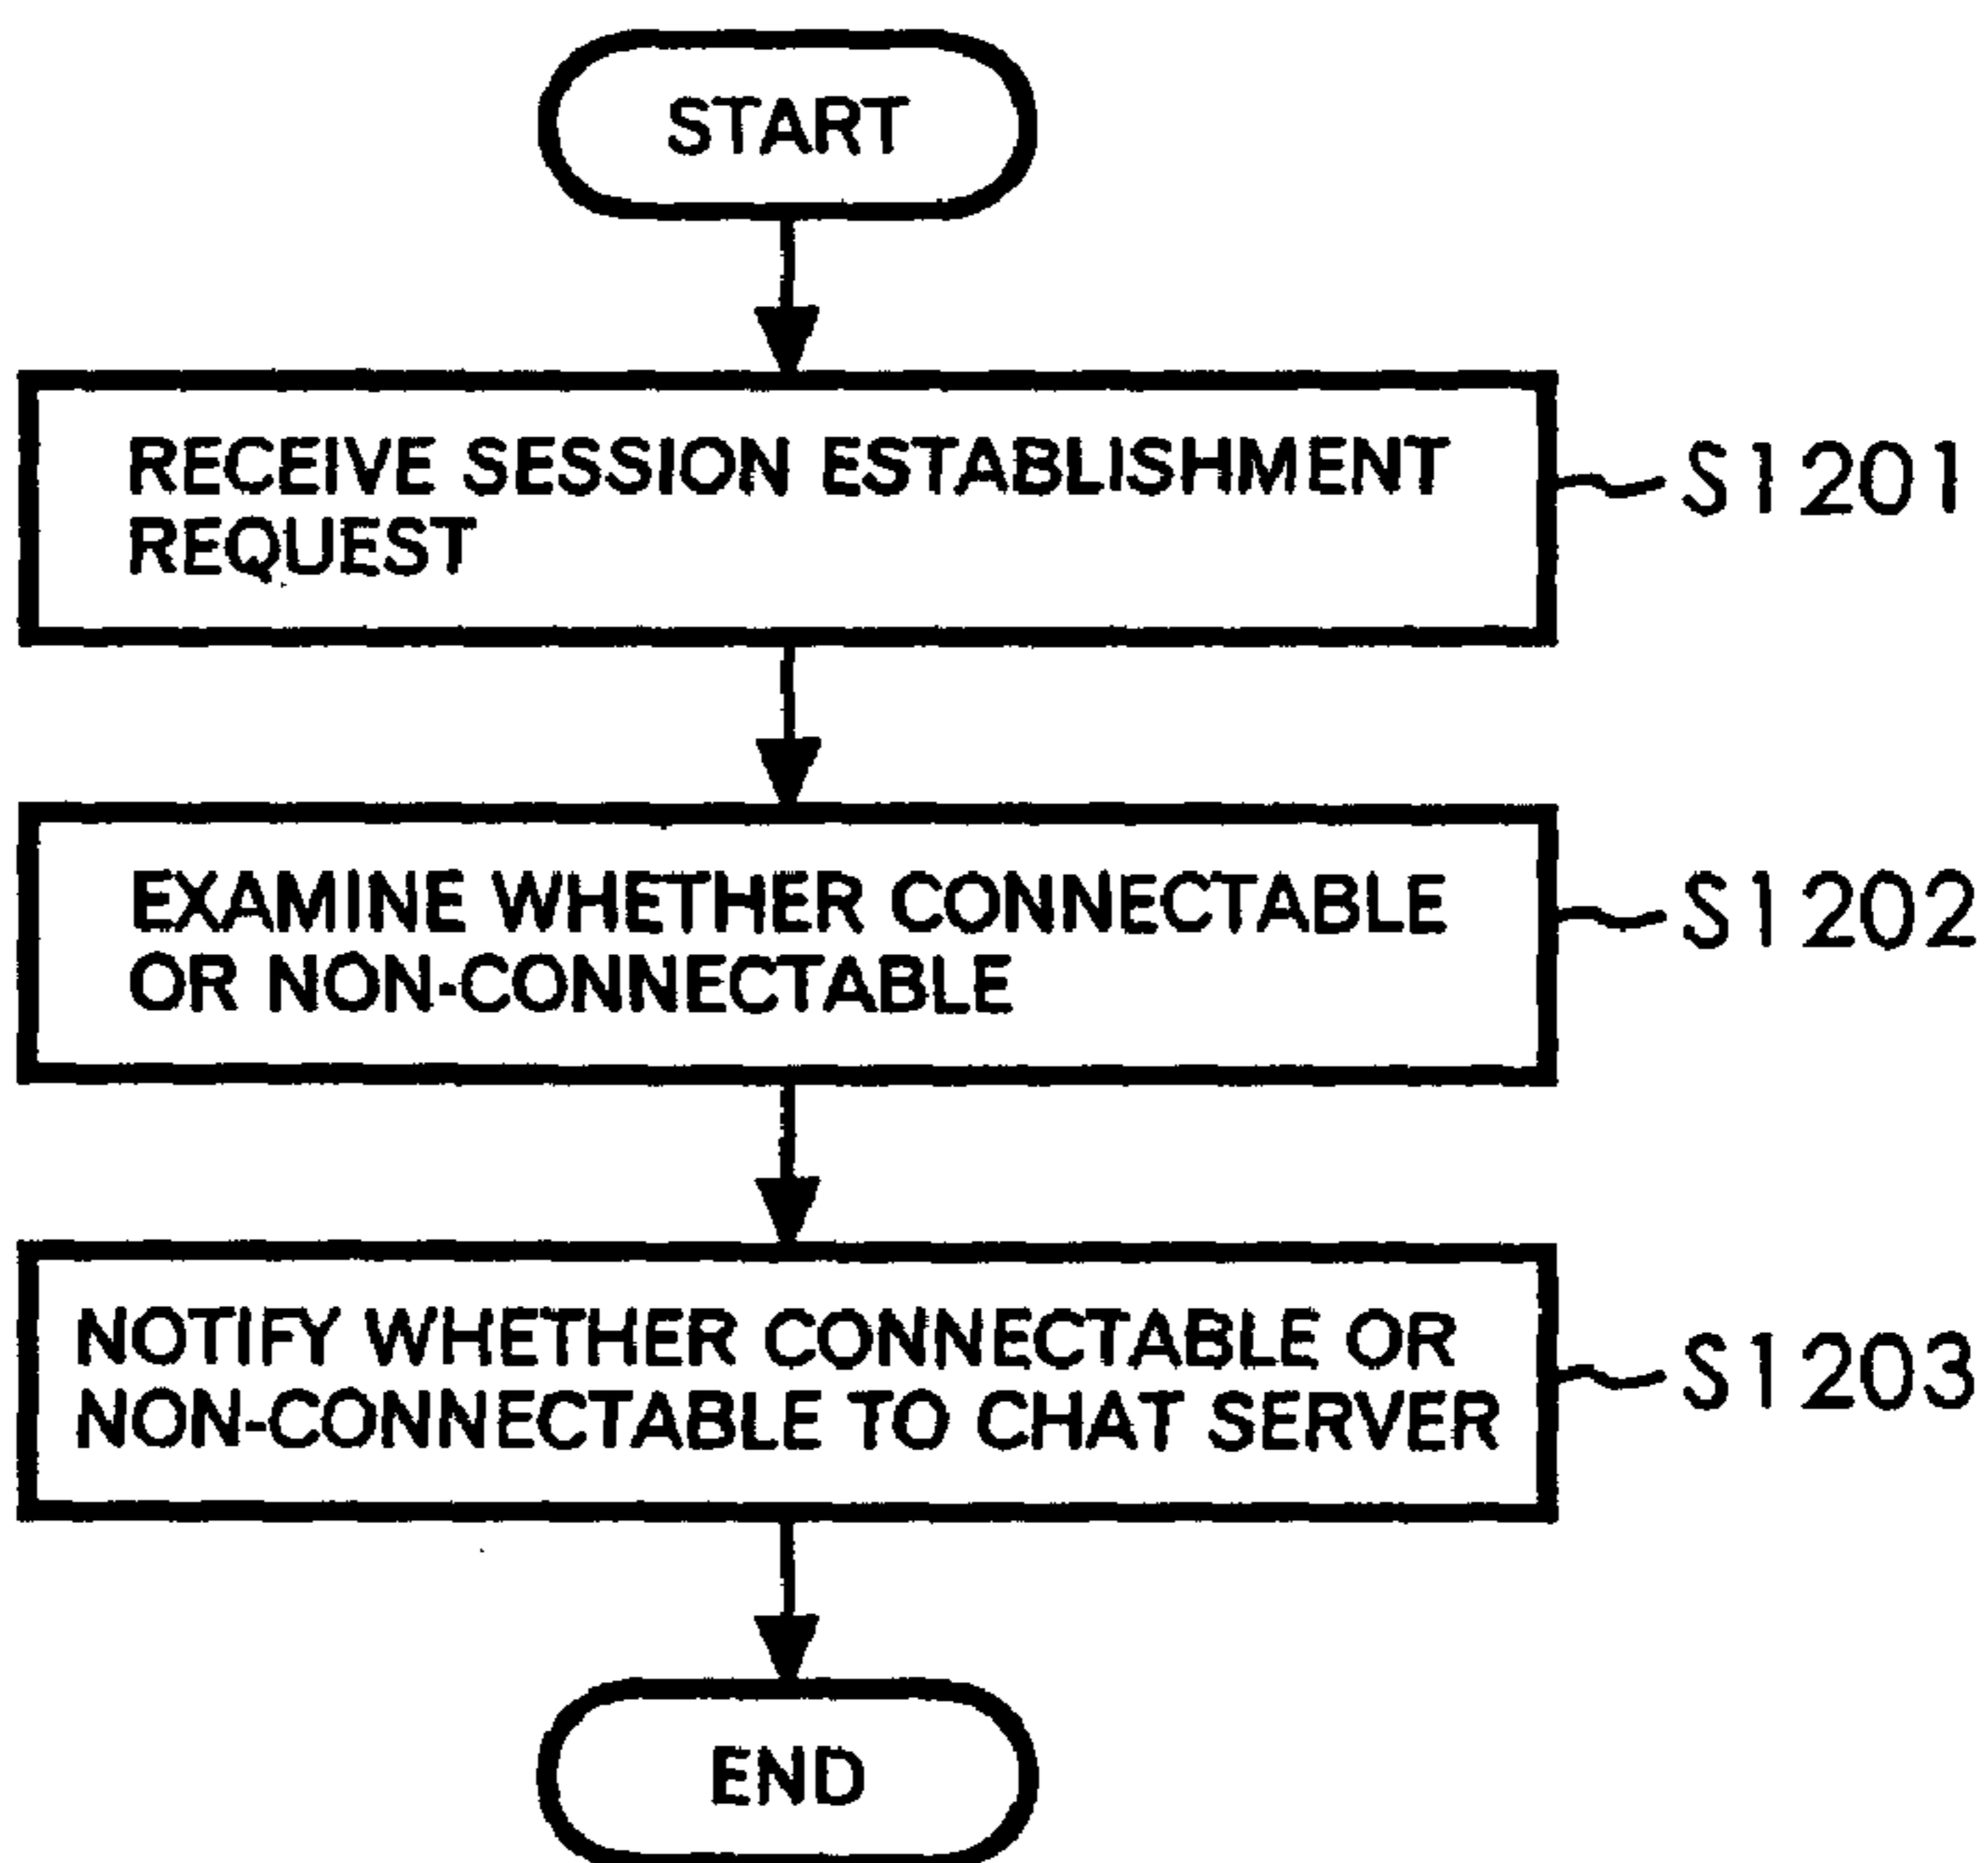 START
RECEIVE SESSION ESTABLISHMENT
REQUEST
S1201
EXAMINE WHETHER CONNECTABLE
OR NON-CONNECTABLE
S1202
NOTIFY WHETHER CONNECTABLE OR
NON-CONNECTABLE TO CHAT SERVER
S1203
END